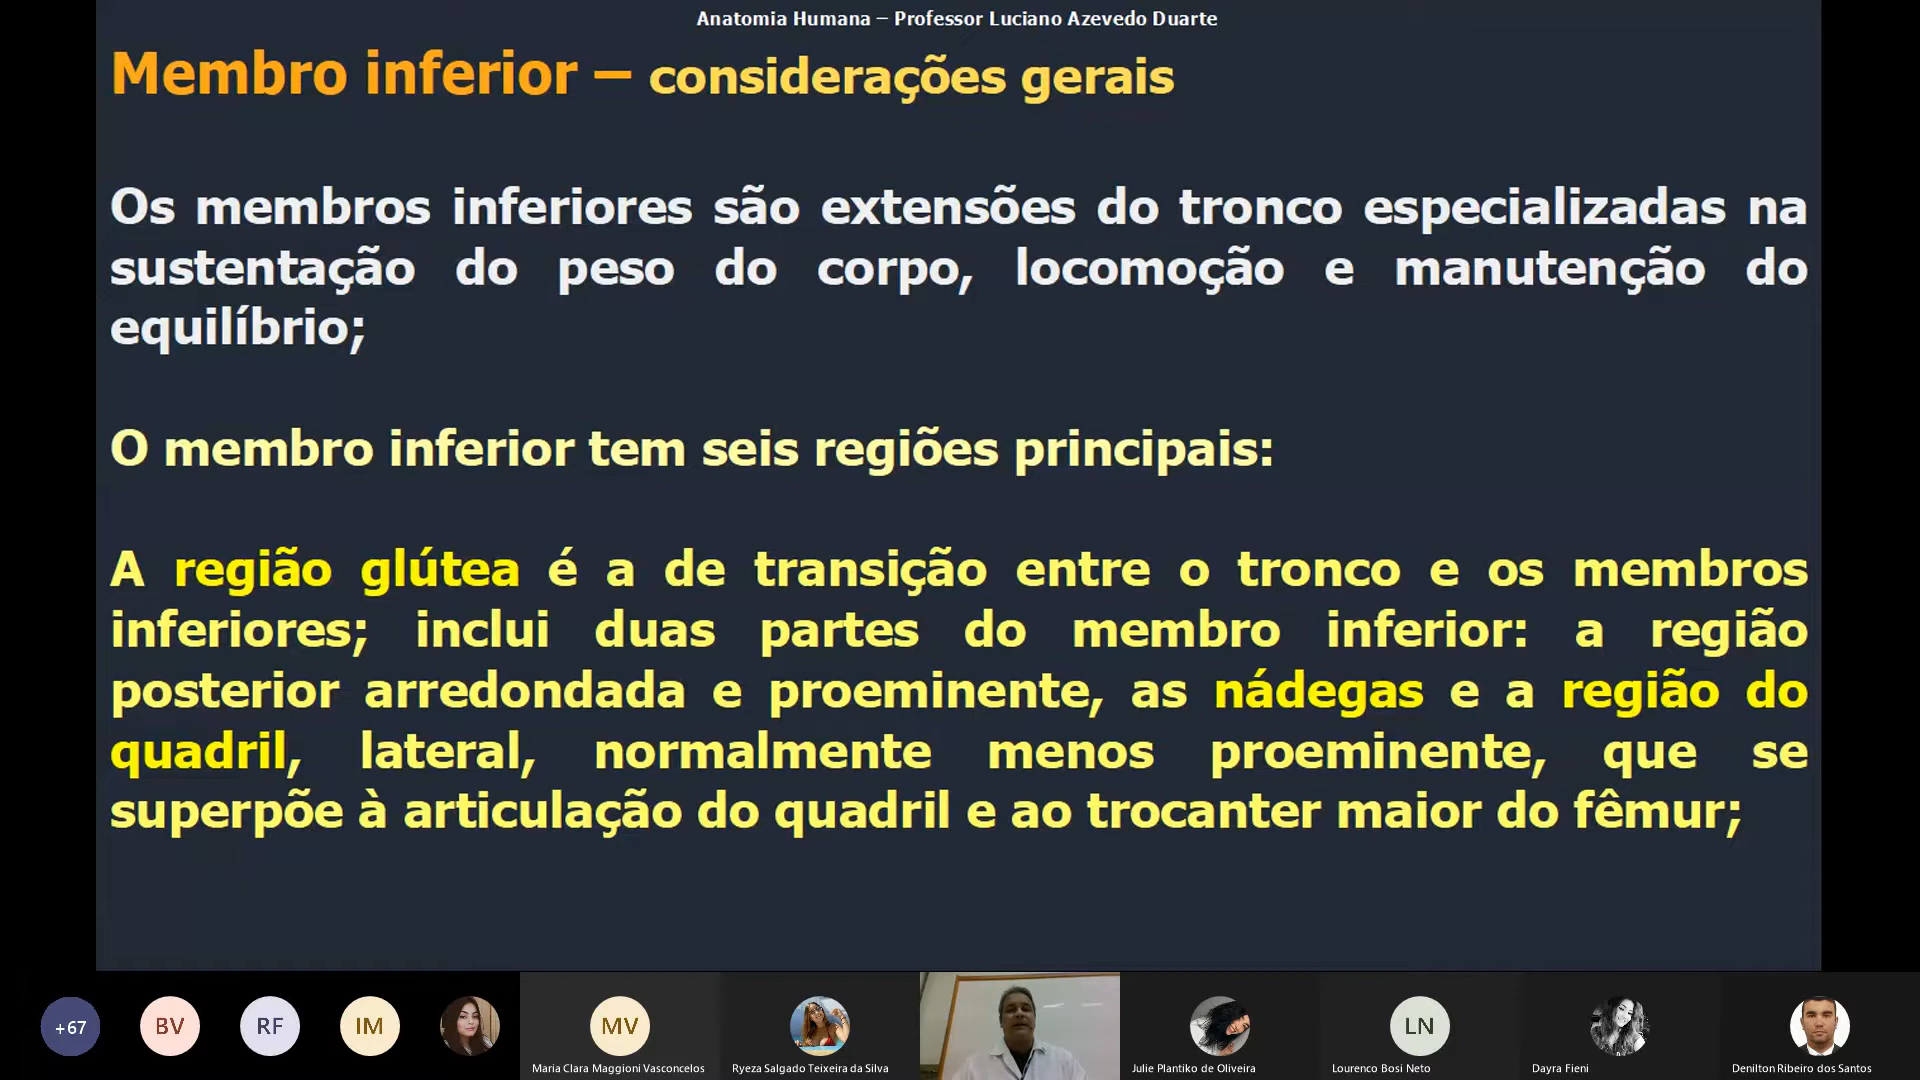 Anatomia Humana – Professor Luciano Azevedo Duarte
Membro inferior – considerações gerais
Os membros inferiores são extensões do tronco especializadas na
sustentação do peso do corpo, locomoção e manutenção do
equilíbrio;
O membro inferior tem seis regiões principais:
A região glútea é a de transição entre o tronco e os membros
inferiores; inclui duas partes do membro inferior: a região
posterior arredondada e proeminente, as nádegas e a região do
quadril, lateral, normalmente menos proeminente, que se
superpõe à articulação do quadril e ao trocanter maior do fêmur;
+67
BV
RF
IM
MV
LN
Maria Clara Maggioni Vasconcelos
Ryeza Salgado Teixeira da Silva
Julie Plantiko de Oliveira
Lourenco Bosi Neto
Dayra Fieni
Denilton Ribeiro dos Santos